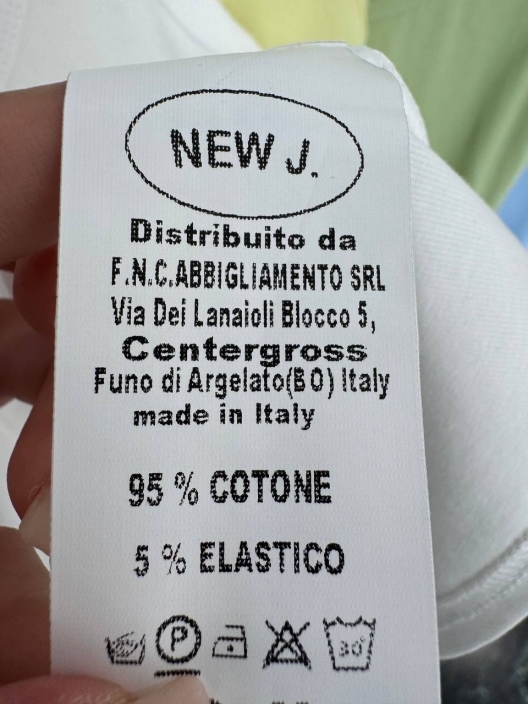 NEW J.
Distribuito da
F.N.C.ABBIGLIAMENTO SRL
Via Dei Lanaioli Blocco 5,
Centergross
Funo di Argelato(BO) Italy
made in Italy
95 % COTONE
5 % ELASTICO
P 30°